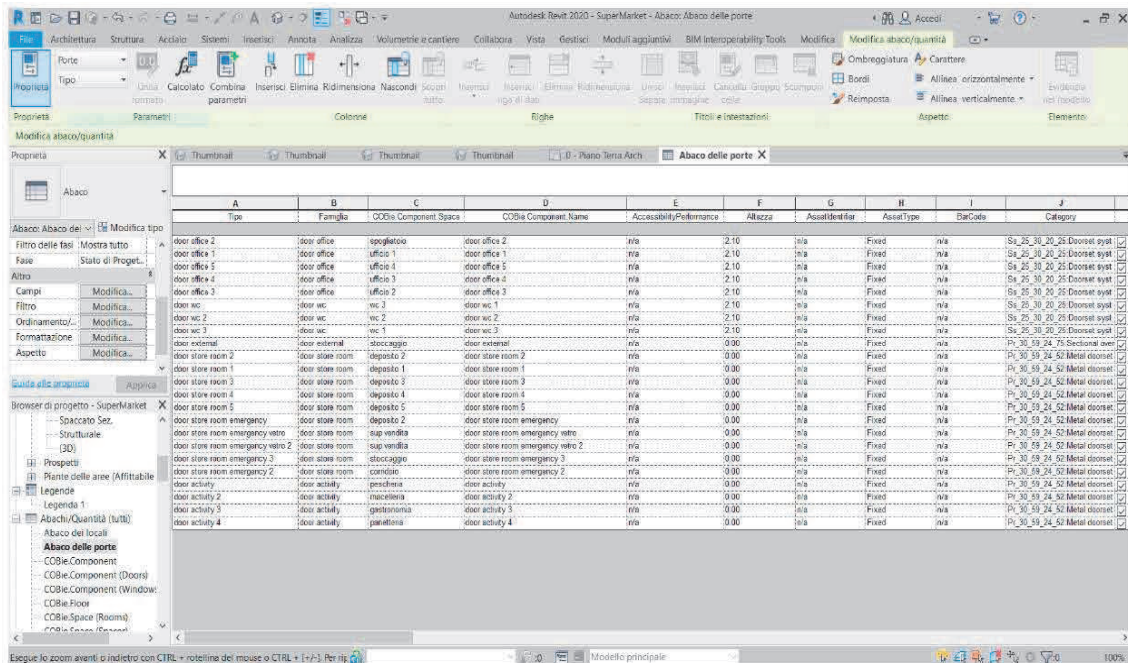 Autodesk Revit 2020 - SuperMarket - Abaco: Abaco delle porte
Accedi
File Architettura Struttura Acciaio Sistemi Inserisci Annota Analizza Volumetrie e cantiere Collabora Vista Gestisci Moduli aggiuntivi BIM Interoperability Tools Modifica Modifica abaco/quantità
Proprietà
Porte
Tipo
Unità
formato
Calcolato
Combina
parametri
Inserisci Elimina Ridimensiona Nascondi Scopri
tutto
Inserisci
Inserisci
riga di dati
Elimina Ridimensiona
Unisci
Separa
Inserisci
immagine
Cancella
celle
Gruppo
Ombreggiatura
Bordi
Reimposta
Carattere
Allinea orizzontalmente
Allinea verticalmente
Evidenzia
nel modello
Proprietà Parametri Colonne Righe Titoli e intestazioni Aspetto Elemento
Modifica abaco/quantità
Proprietà X
Thumbnail Thumbnail Thumbnail Thumbnail 0 - Piano Terra Arch Abaco delle porte X
Abaco
Abaco: Abaco del Modifica tipo
Filtro delle fasi Mostra tutto
Fase Stato di Proget...
Altro
Campi Modifica...
Filtro Modifica...
Ordinamento/... Modifica...
Formattazione Modifica...
Aspetto Modifica...
Guida alle proprietà Applica
Browser di progetto - SuperMarket X
Spaccato Sez.
Strutturale
{3D}
Prospetti
Piante delle aree (Affittabile
Legende
Legenda 1
Abachi/Quantità (tutti)
Abaco dei locali
Abaco delle porte
COBie.Component
COBie.Component (Doors)
COBie.Component (Window:
COBie.Floor
COBie.Space (Rooms)
COBie.Space (Spaces)
A B C D E F G H I J
Tipo Famiglia COBie.Component.Space COBie.Component.Name AccessibilityPerformance Altezza AssetIdentifier AssetType BarCode Category
door office 2 door office spogliatoio door office 2 n/a 2.10 n/a Fixed n/a Ss_25_30_20_25:Doorset syst
door office 1 door office ufficio 1 door office 1 n/a 2.10 n/a Fixed n/a Ss_25_30_20_25:Doorset syst
door office 5 door office ufficio 4 door office 5 n/a 2.10 n/a Fixed n/a Ss_25_30_20_25:Doorset syst
door office 4 door office ufficio 3 door office 4 n/a 2.10 n/a Fixed n/a Ss_25_30_20_25:Doorset syst
door office 3 door office ufficio 2 door office 3 n/a 2.10 n/a Fixed n/a Ss_25_30_20_25:Doorset syst
door wc door wc wc 3 door wc 1 n/a 2.10 n/a Fixed n/a Ss_25_30_20_25:Doorset syst
door wc 2 door wc wc 2 door wc 2 n/a 2.10 n/a Fixed n/a Ss_25_30_20_25:Doorset syst
door wc 3 door wc wc 1 door wc 3 n/a 2.10 n/a Fixed n/a Ss_25_30_20_25:Doorset syst
door external door external stoccaggio door external n/a 0.00 n/a Fixed n/a Pr_30_59_24_75:Sectional over
door store room 2 door store room deposito 2 door store room 2 n/a 0.00 n/a Fixed n/a Pr_30_59_24_52:Metal doorset
door store room 1 door store room deposito 1 door store room 1 n/a 0.00 n/a Fixed n/a Pr_30_59_24_52:Metal doorset
door store room 3 door store room deposito 3 door store room 3 n/a 0.00 n/a Fixed n/a Pr_30_59_24_52:Metal doorset
door store room 4 door store room deposito 4 door store room 4 n/a 0.00 n/a Fixed n/a Pr_30_59_24_52:Metal doorset
door store room 5 door store room deposito 5 door store room 5 n/a 0.00 n/a Fixed n/a Pr_30_59_24_52:Metal doorset
door store room emergency door store room deposito 2 door store room emergency n/a 0.00 n/a Fixed n/a Pr_30_59_24_52:Metal doorset
door store room emergency vetro door store room sup vendita door store room emergency vetro n/a 0.00 n/a Fixed n/a Pr_30_59_24_52:Metal doorset
door store room emergency vetro 2 door store room sup vendita door store room emergency vetro 2 n/a 0.00 n/a Fixed n/a Pr_30_59_24_52:Metal doorset
door store room emergency 3 door store room stoccaggio door store room emergency 3 n/a 0.00 n/a Fixed n/a Pr_30_59_24_52:Metal doorset
door store room emergency 2 door store room corridoio door store room emergency 2 n/a 0.00 n/a Fixed n/a Pr_30_59_24_52:Metal doorset
door activity door activity pescheria door activity n/a 0.00 n/a Fixed n/a Pr_30_59_24_52:Metal doorset
door activity 2 door activity macelleria door activity 2 n/a 0.00 n/a Fixed n/a Pr_30_59_24_52:Metal doorset
door activity 3 door activity gastronomia door activity 3 n/a 0.00 n/a Fixed n/a Pr_30_59_24_52:Metal doorset
door activity 4 door activity panetteria door activity 4 n/a 0.00 n/a Fixed n/a Pr_30_59_24_52:Metal doorset
Esegue lo zoom avanti o indietro con CTRL + rotellina del mouse o CTRL + [+/-]. Per rip :0 Modello principale :0 100%